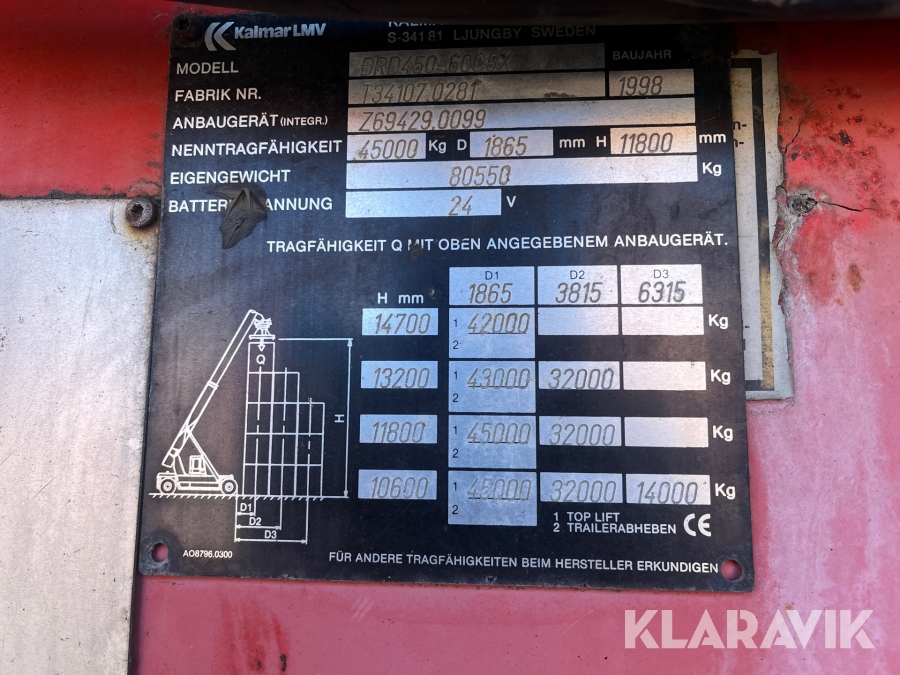 Kalmar LMV
S-341 81 LJUNGBY SWEDEN
MODELL DRD450-60C5X BAUJAHR
FABRIK NR. T34107.0281 1998
ANBAUGERÄT (INTEGR.) Z69429.0099
NENNTRAGFÄHIGKEIT 45000 Kg D 1865 mm H 11800 mm
EIGENGEWICHT 80550 Kg
24 V
TRAGFÄHIGKEIT Q MIT OBEN ANGEGEBENEM ANBAUGERÄT.
D1 D2 D3
H mm 1865 3815 6315
14700 1 42000 Kg
2
13200 1 43000 32000 Kg
2
11800 1 45000 32000 Kg
2
10600 1 45000 32000 14000 Kg
2
Q
H
D1
D2
D3
1 TOP LIFT
2 TRAILERABHEBEN CE
AO8796.0300
FÜR ANDERE TRAGFÄHIGKEITEN BEIM HERSTELLER ERKUNDIGEN
KLARAVIK